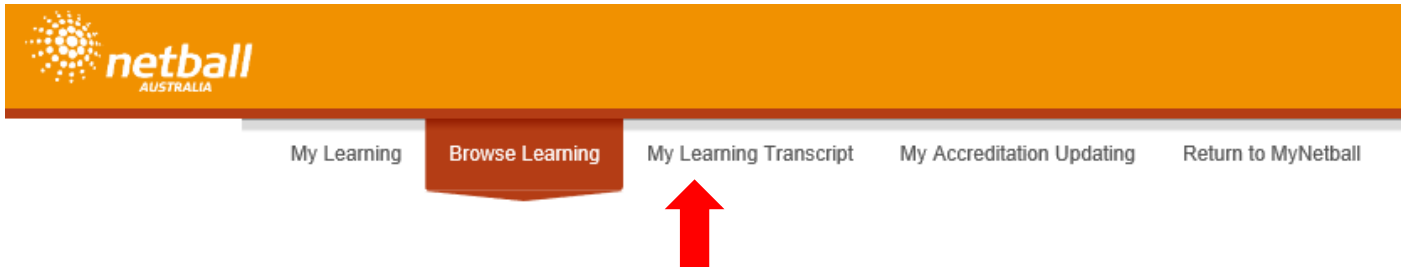 netball
AUSTRALIA
My Learning Browse Learning My Learning Transcript My Accreditation Updating Return to MyNetball